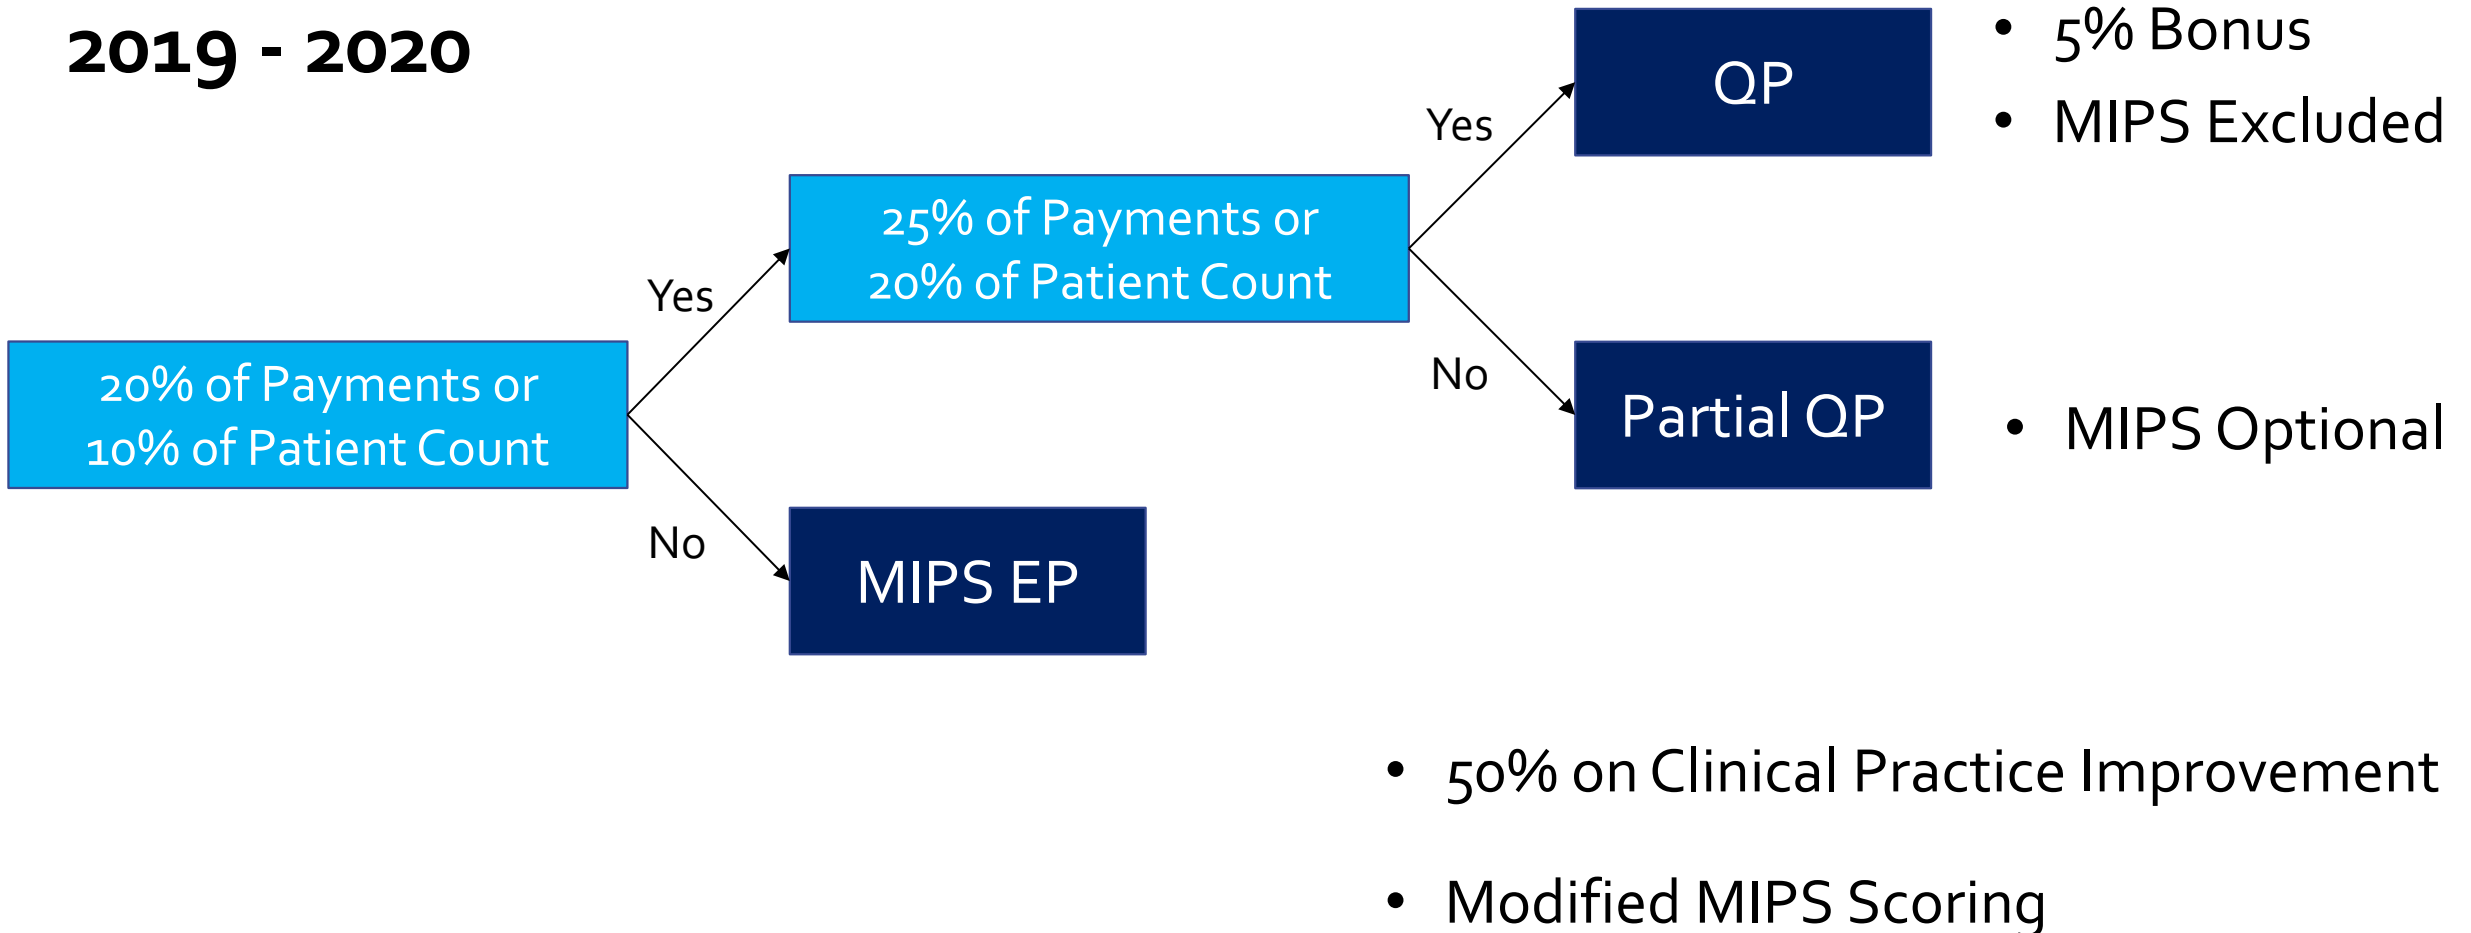 2019 - 2020
20% of Payments or
10% of Patient Count
Yes
No
25% of Payments or
20% of Patient Count
MIPS EP
Yes
No
QP
• 5% Bonus
• MIPS Excluded
Partial QP
• MIPS Optional
• 50% on Clinical Practice Improvement
• Modified MIPS Scoring